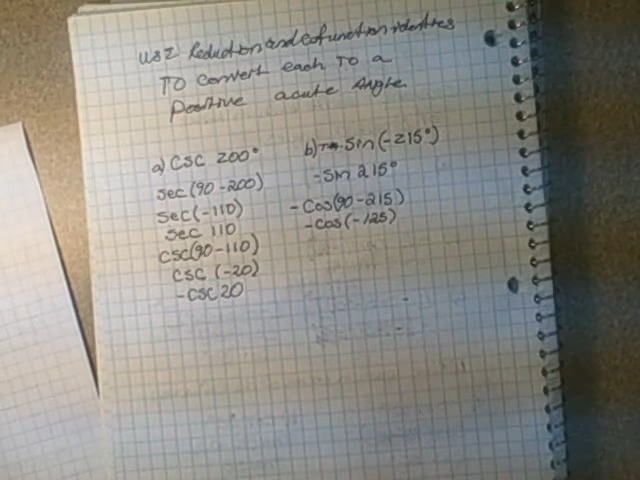 USE Reduction and cofunction identities
TO convert each TO a
Positive acute Angle.
a) CSC 200°
sec(90-200)
sec(-110)
sec 110
csc(90-110)
csc (-20)
-csc 20
b) sin(-215°)
-sin 215°
-cos(90-215)
-cos(-125)